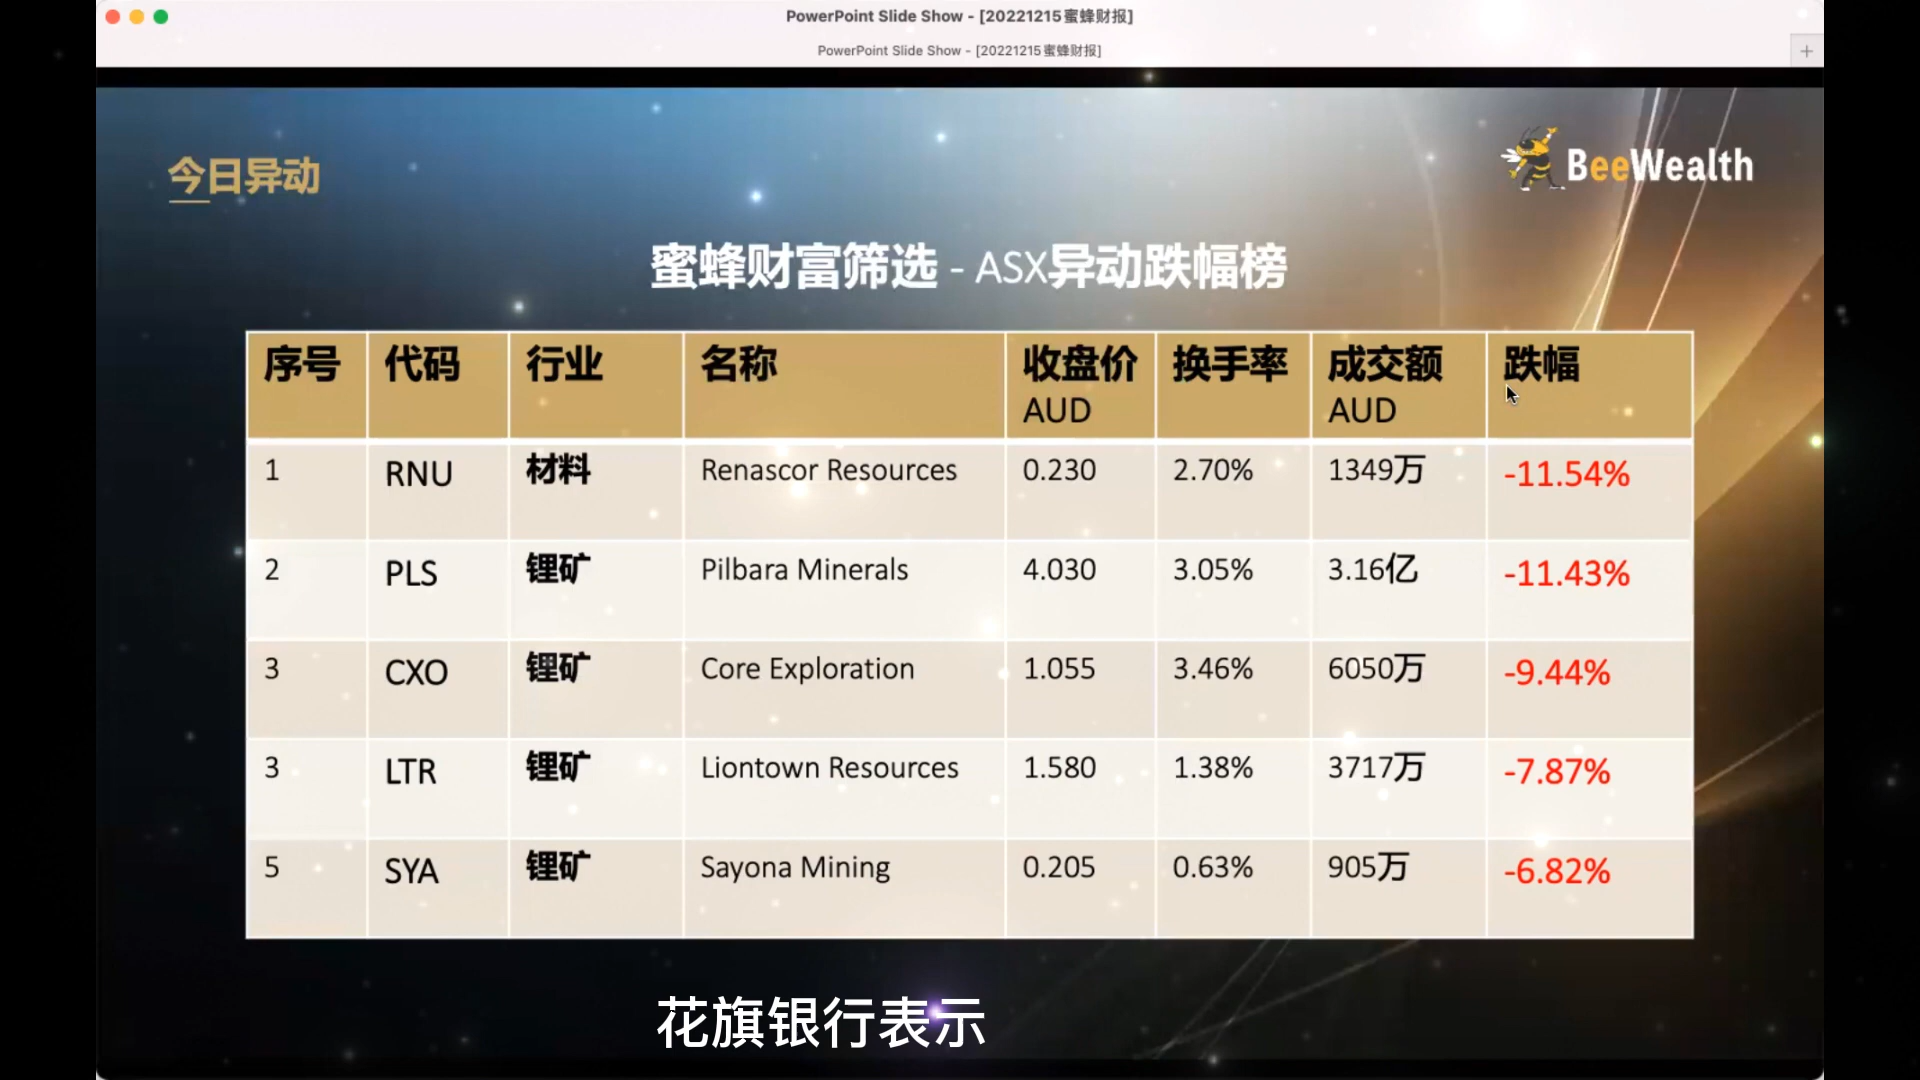 PowerPoint Slide Show - [20221215蜜蜂财报]
PowerPoint Slide Show - [20221215蜜蜂财报]
今日异动
BeeWealth
蜜蜂财富筛选 - ASX异动跌幅榜
序号 代码 行业 名称 收盘价 AUD 换手率 成交额 AUD 跌幅
1 RNU 材料 Renascor Resources 0.230 2.70% 1349万 -11.54%
2 PLS 锂矿 Pilbara Minerals 4.030 3.05% 3.16亿 -11.43%
3 CXO 锂矿 Core Exploration 1.055 3.46% 6050万 -9.44%
3 LTR 锂矿 Liontown Resources 1.580 1.38% 3717万 -7.87%
5 SYA 锂矿 Sayona Mining 0.205 0.63% 905万 -6.82%
花旗银行表示